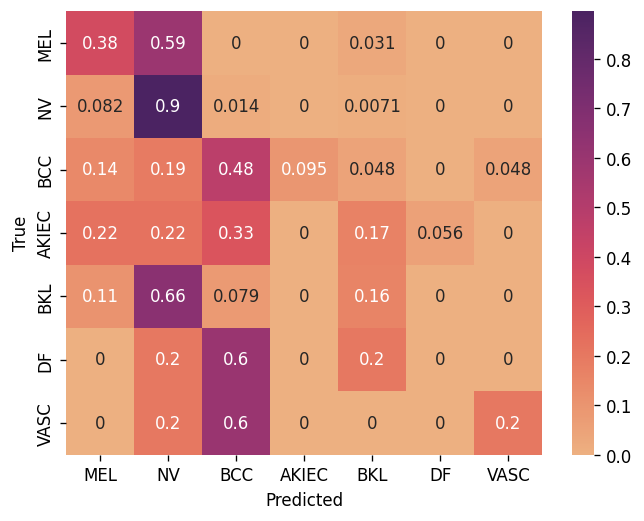 MEL 0.38 0.59 0 0 0.031 0 0
NV 0.082 0.9 0.014 0 0.0071 0 0
BCC 0.14 0.19 0.48 0.095 0.048 0 0.048
AKIEC 0.22 0.22 0.33 0 0.17 0.056 0
BKL 0.11 0.66 0.079 0 0.16 0 0
DF 0 0.2 0.6 0 0.2 0 0
VASC 0 0.2 0.6 0 0 0 0.2
True
MEL NV BCC AKIEC BKL DF VASC
Predicted
0.8
0.7
0.6
0.5
0.4
0.3
0.2
0.1
0.0